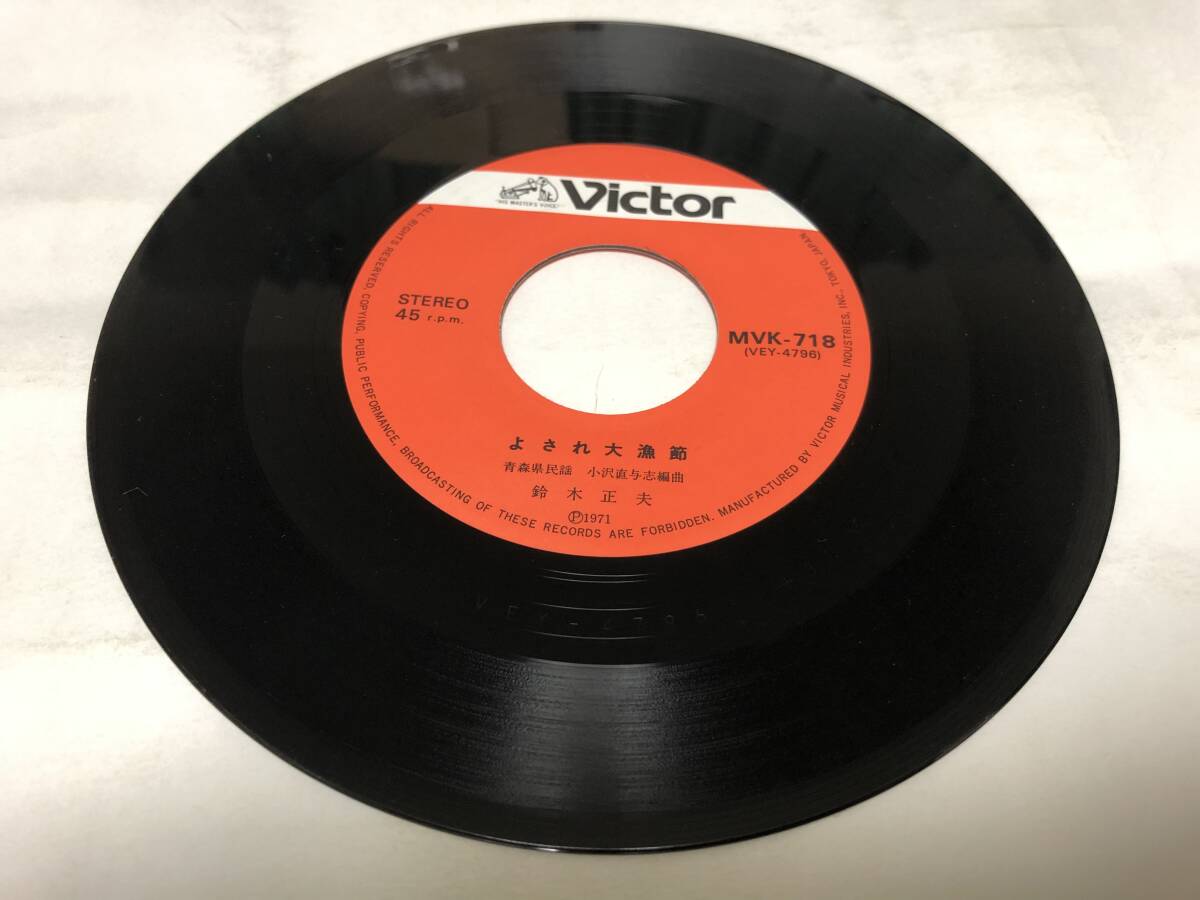 "HIS MASTER'S VOICE"
Victor
STEREO
45 r.p.m.
MVK-718
(VEY-4796)
よされ大漁節
青森県民謡 小沢直与志編曲
鈴木正夫
Ⓟ1971
ALL RIGHTS RESERVED. COPYING, PUBLIC PERFORMANCE, BROADCASTING OF THESE RECORDS ARE FORBIDDEN. MANUFACTURED BY VICTOR MUSICAL INDUSTRIES, INC., TOKYO, JAPAN